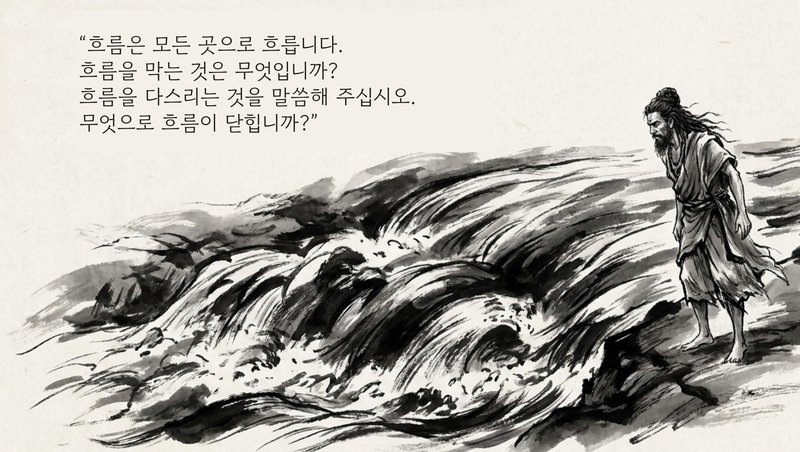 “흐름은 모든 곳으로 흐릅니다.
흐름을 막는 것은 무엇입니까?
흐름을 다스리는 것을 말씀해 주십시오.
무엇으로 흐름이 닫힙니까?”